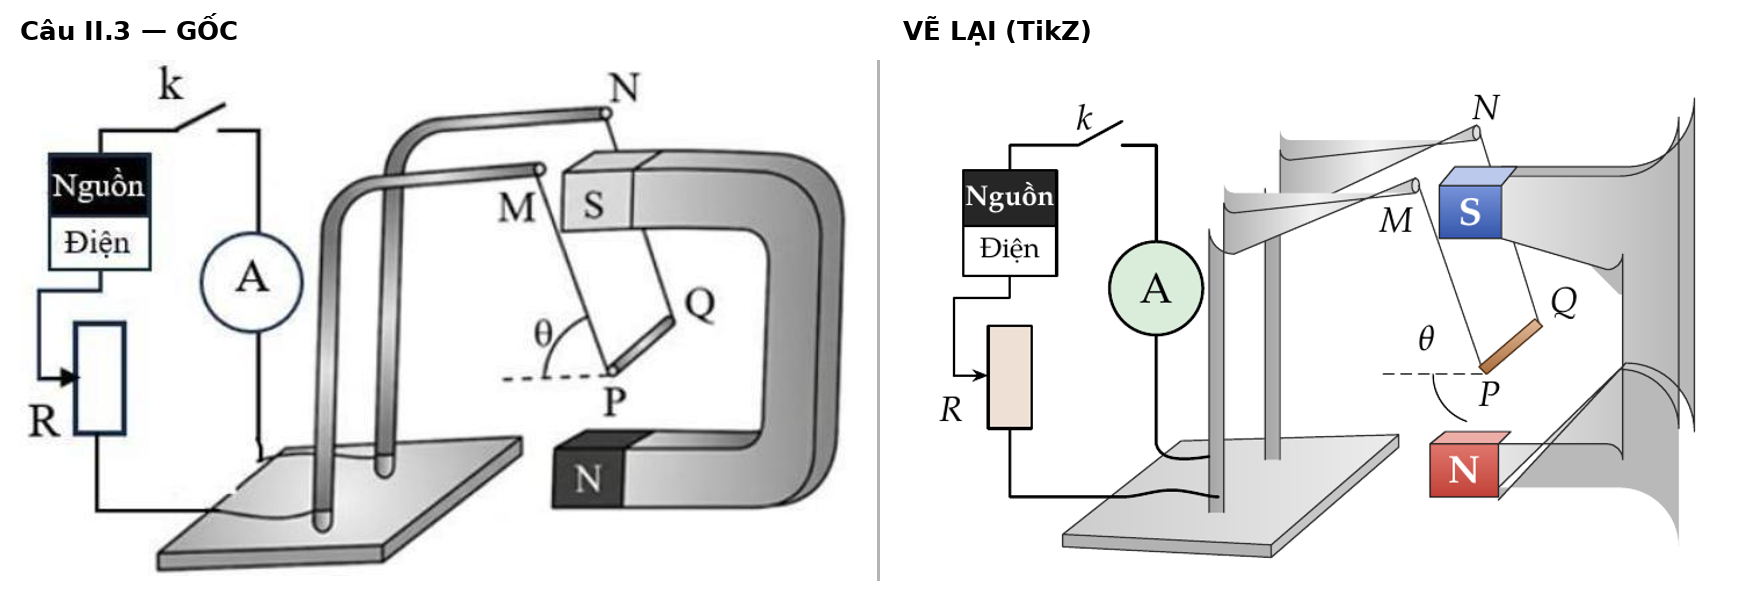 Câu II.3 — GỐC
k
N
Nguồn
Điện
M
S
A
Q
θ
P
R
N
VẼ LẠI (TikZ)
k
N
Nguồn
Điện
M
S
A
Q
θ
P
R
N